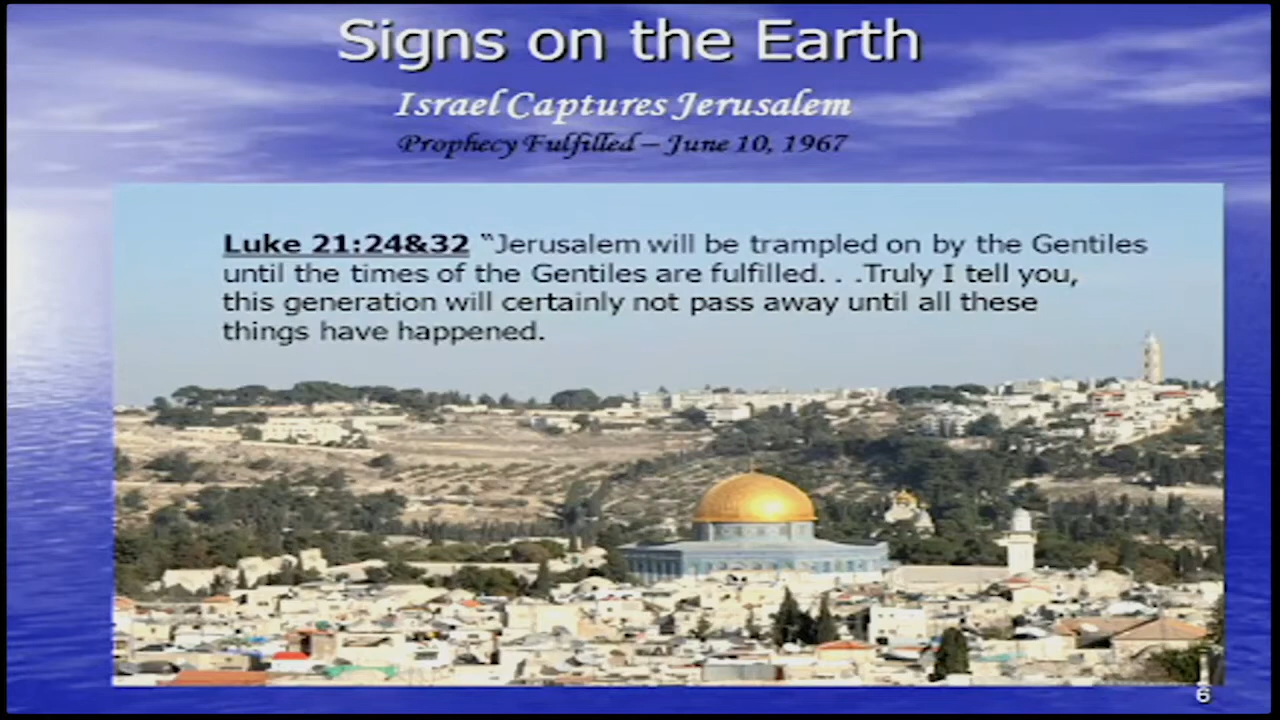 Signs on the Earth
Israel Captures Jerusalem
Prophecy Fulfilled – June 10, 1967
Luke 21:24&32 “Jerusalem will be trampled on by the Gentiles
until the times of the Gentiles are fulfilled. . .Truly I tell you,
this generation will certainly not pass away until all these
things have happened.
6